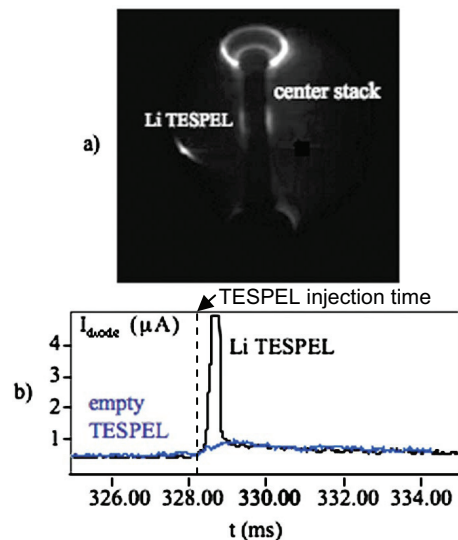 center stack
Li TESPEL
a)
TESPEL injection time
I_diode (μA)
Li TESPEL
4
3
b)
2
empty
TESPEL
1
326.00 328.00 330.00 332.00 334.00
t (ms)